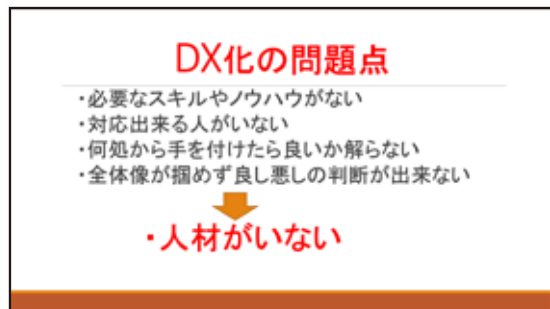 DX化の問題点
・必要なスキルやノウハウがない
・対応出来る人がいない
・何処から手を付けたら良いか解らない
・全体像が掴めず良し悪しの判断が出来ない
・人材がいない